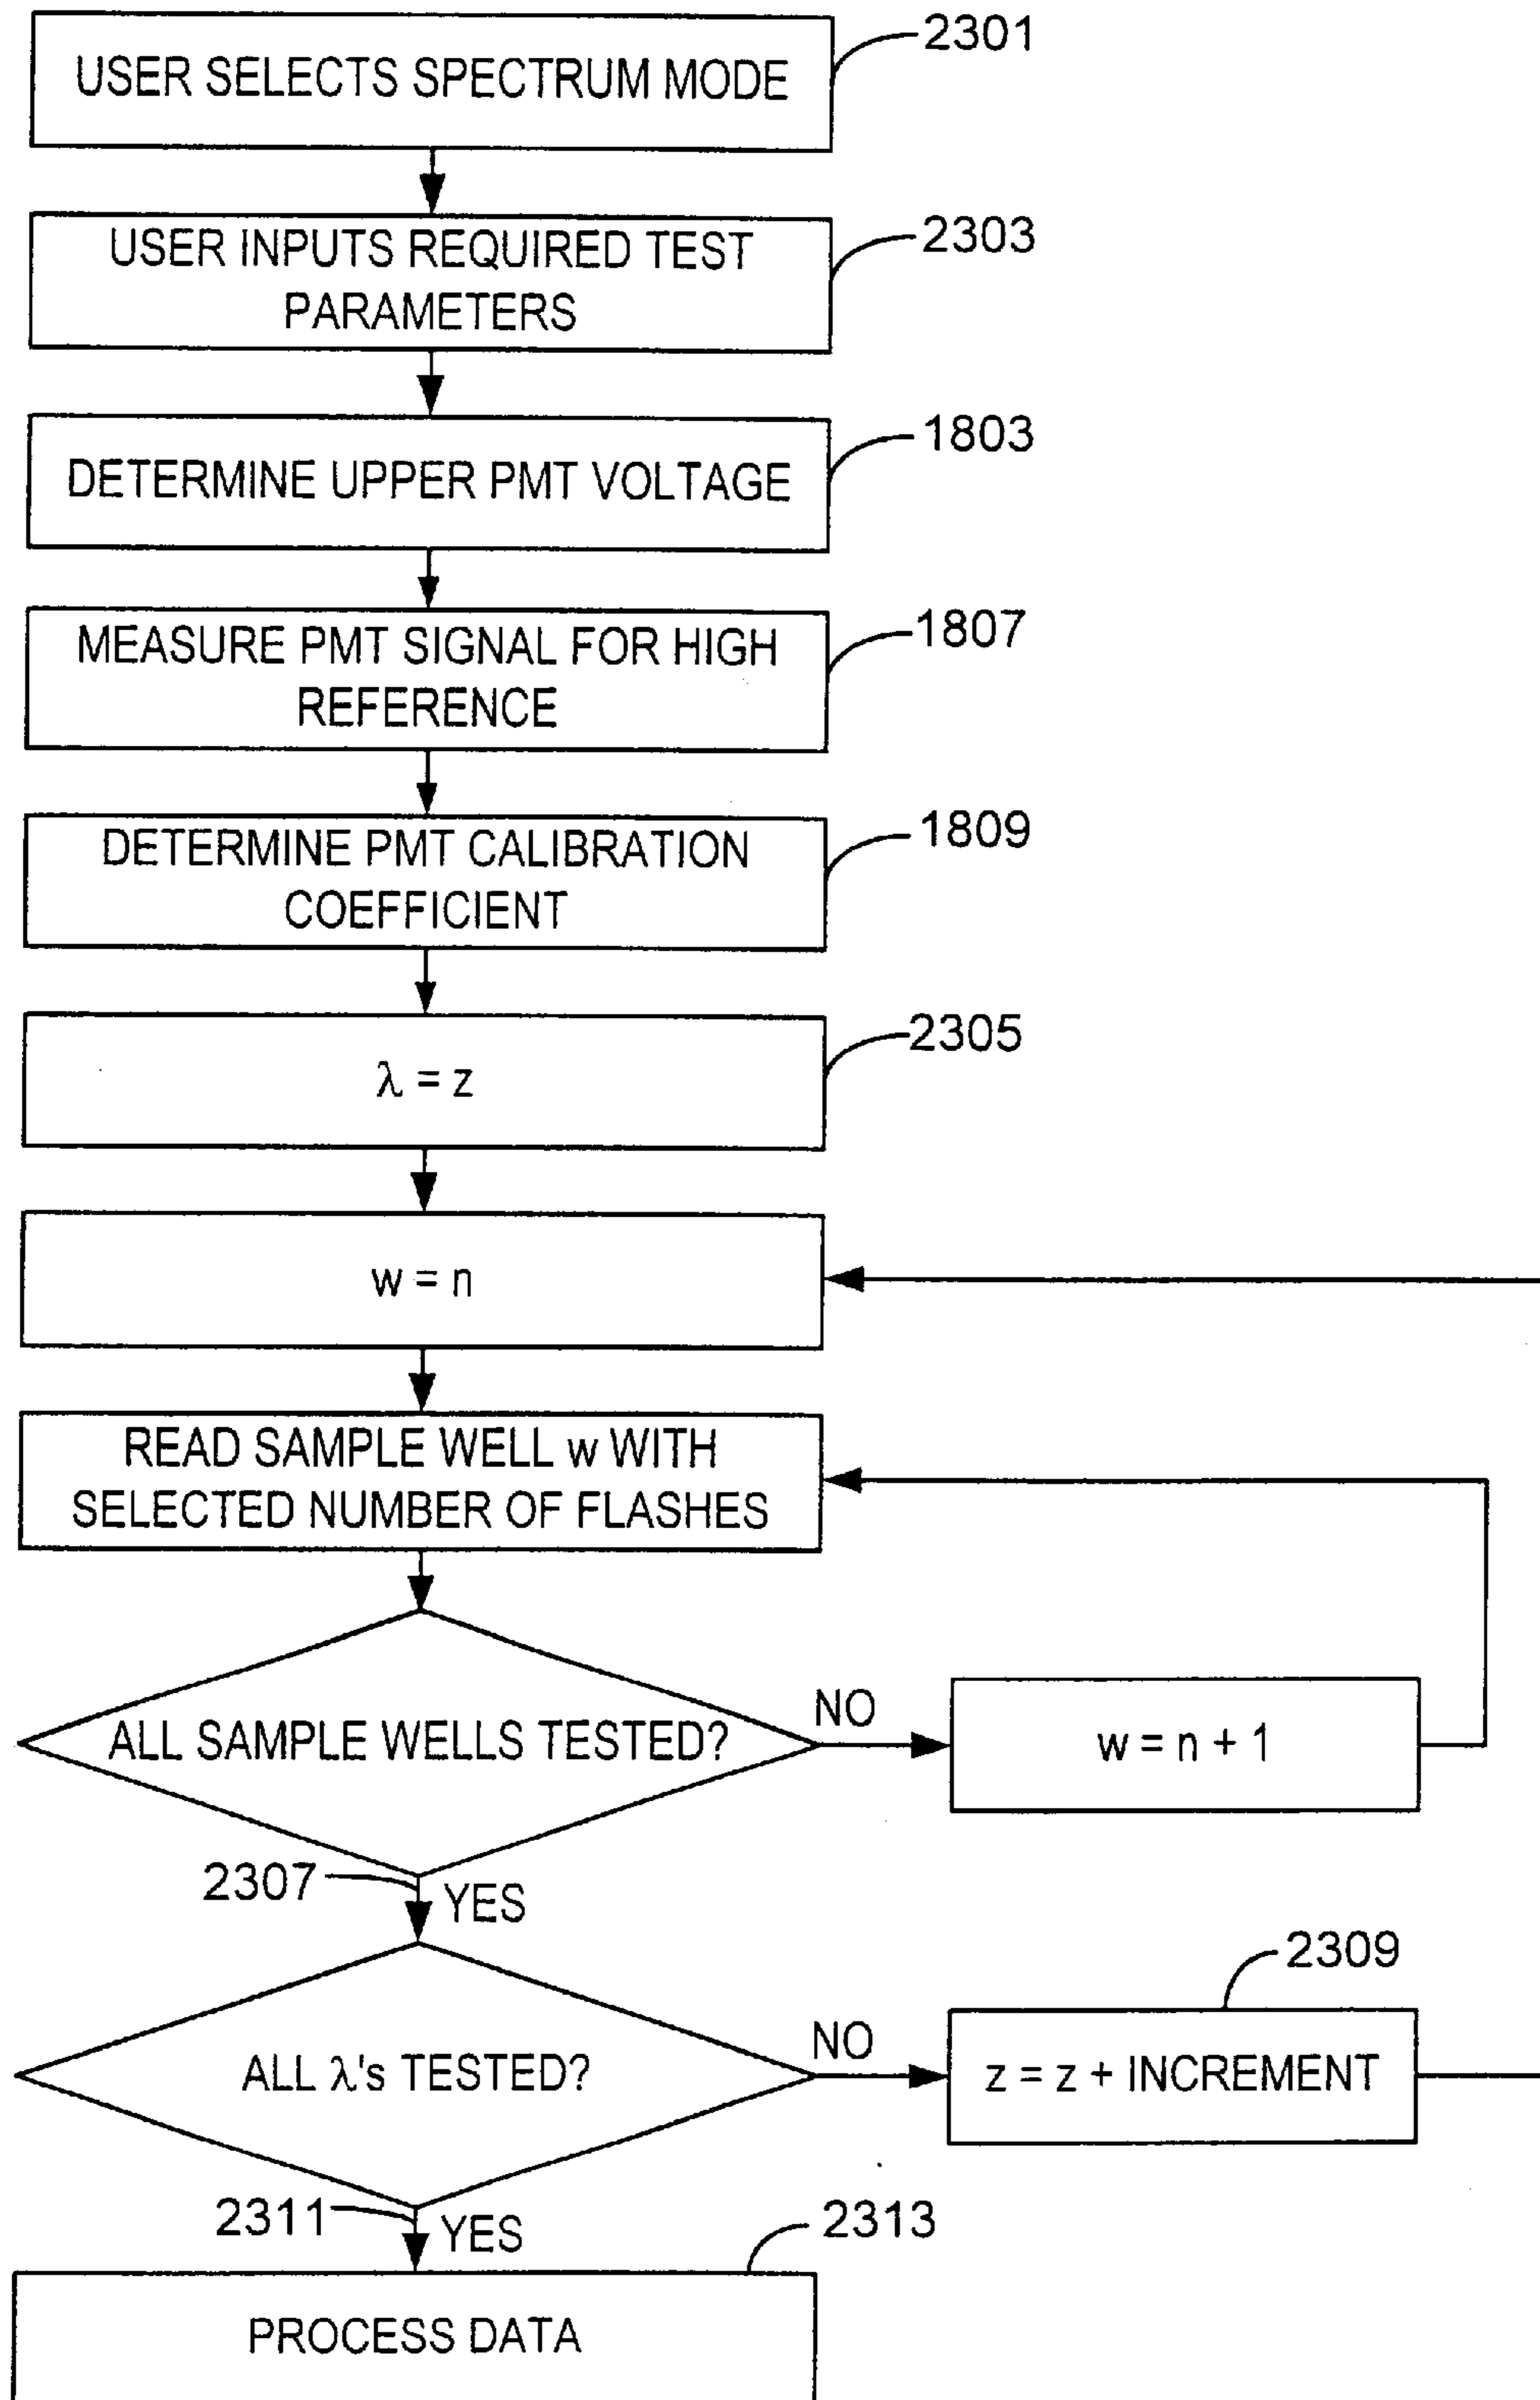 2301
USER SELECTS SPECTRUM MODE
2303
USER INPUTS REQUIRED TEST
PARAMETERS
1803
DETERMINE UPPER PMT VOLTAGE
1807
MEASURE PMT SIGNAL FOR HIGH
REFERENCE
1809
DETERMINE PMT CALIBRATION
COEFFICIENT
2305
λ = z
w = n
READ SAMPLE WELL w WITH
SELECTED NUMBER OF FLASHES
ALL SAMPLE WELLS TESTED?
NO
w = n + 1
2307
YES
2309
ALL λ's TESTED?
NO
z = z + INCREMENT
2311
YES
2313
PROCESS DATA